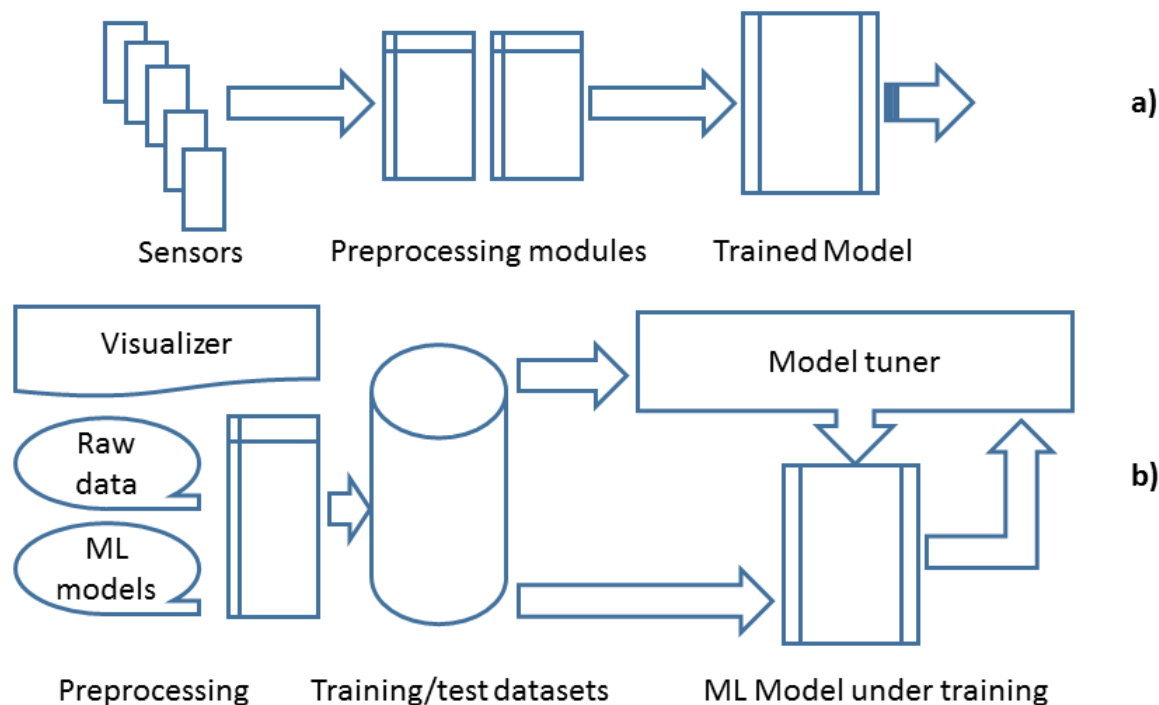 a)
Sensors
Preprocessing modules
Trained Model
Visualizer
Model tuner
Raw
data
b)
ML
models
Preprocessing
Training/test datasets
ML Model under training